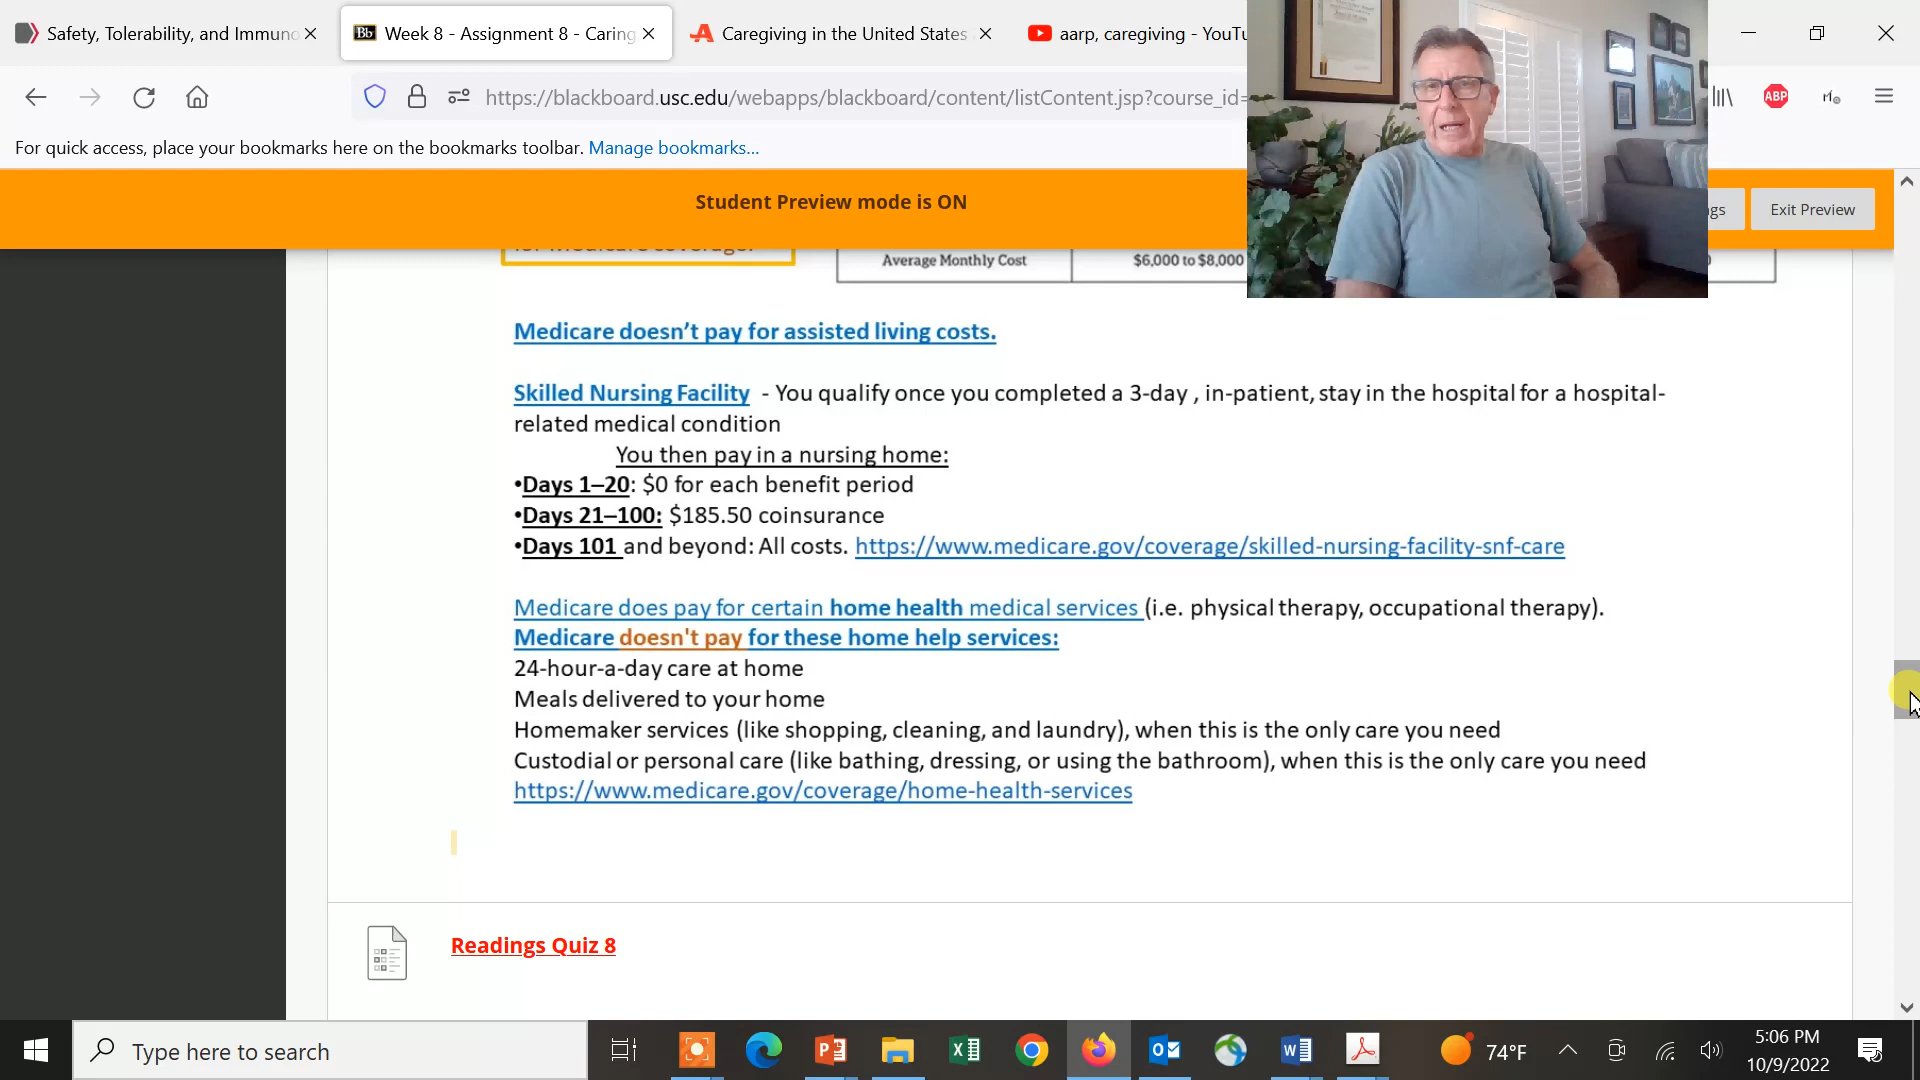 Safety, Tolerability, and Immuno
Week 8 - Assignment 8 - Caring
Caregiving in the United States
aarp, caregiving - YouTu
https://blackboard.usc.edu/webapps/blackboard/content/listContent.jsp?course_id=
ABP
For quick access, place your bookmarks here on the bookmarks toolbar. Manage bookmarks...
Student Preview mode is ON
Exit Preview
for Medicare coverage.
Average Monthly Cost
$6,000 to $8,000
Medicare doesn’t pay for assisted living costs.
Skilled Nursing Facility - You qualify once you completed a 3-day , in-patient, stay in the hospital for a hospital-
related medical condition
You then pay in a nursing home:
•Days 1–20: $0 for each benefit period
•Days 21–100: $185.50 coinsurance
•Days 101 and beyond: All costs. https://www.medicare.gov/coverage/skilled-nursing-facility-snf-care
Medicare does pay for certain home health medical services (i.e. physical therapy, occupational therapy).
Medicare doesn't pay for these home help services:
24-hour-a-day care at home
Meals delivered to your home
Homemaker services (like shopping, cleaning, and laundry), when this is the only care you need
Custodial or personal care (like bathing, dressing, or using the bathroom), when this is the only care you need
https://www.medicare.gov/coverage/home-health-services
Readings Quiz 8
Type here to search
74°F
5:06 PM
10/9/2022